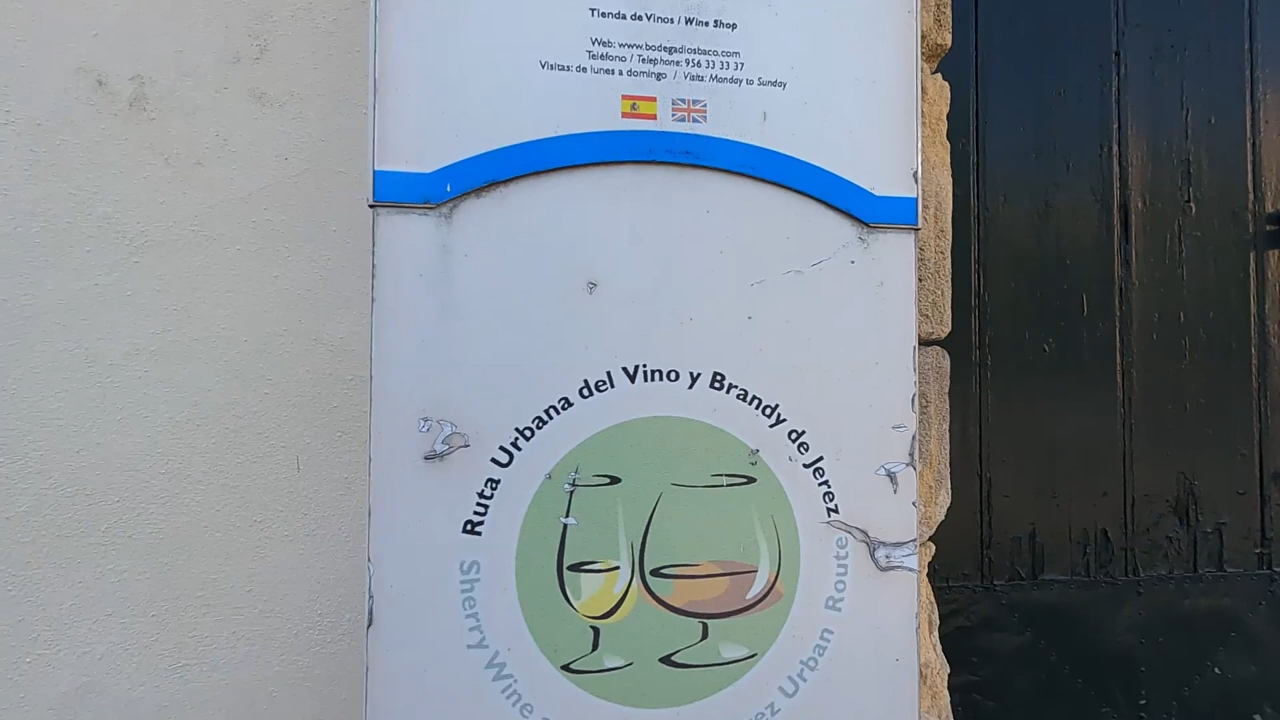 Tienda de Vinos / Wine Shop
Web: www.bodegadiosbaco.com
Teléfono / Telephone: 956 33 33 37
Visitas: de lunes a domingo / Visits: Monday to Sunday
Ruta Urbana del Vino y Brandy de Jerez
Sherry Wine
Urban Route